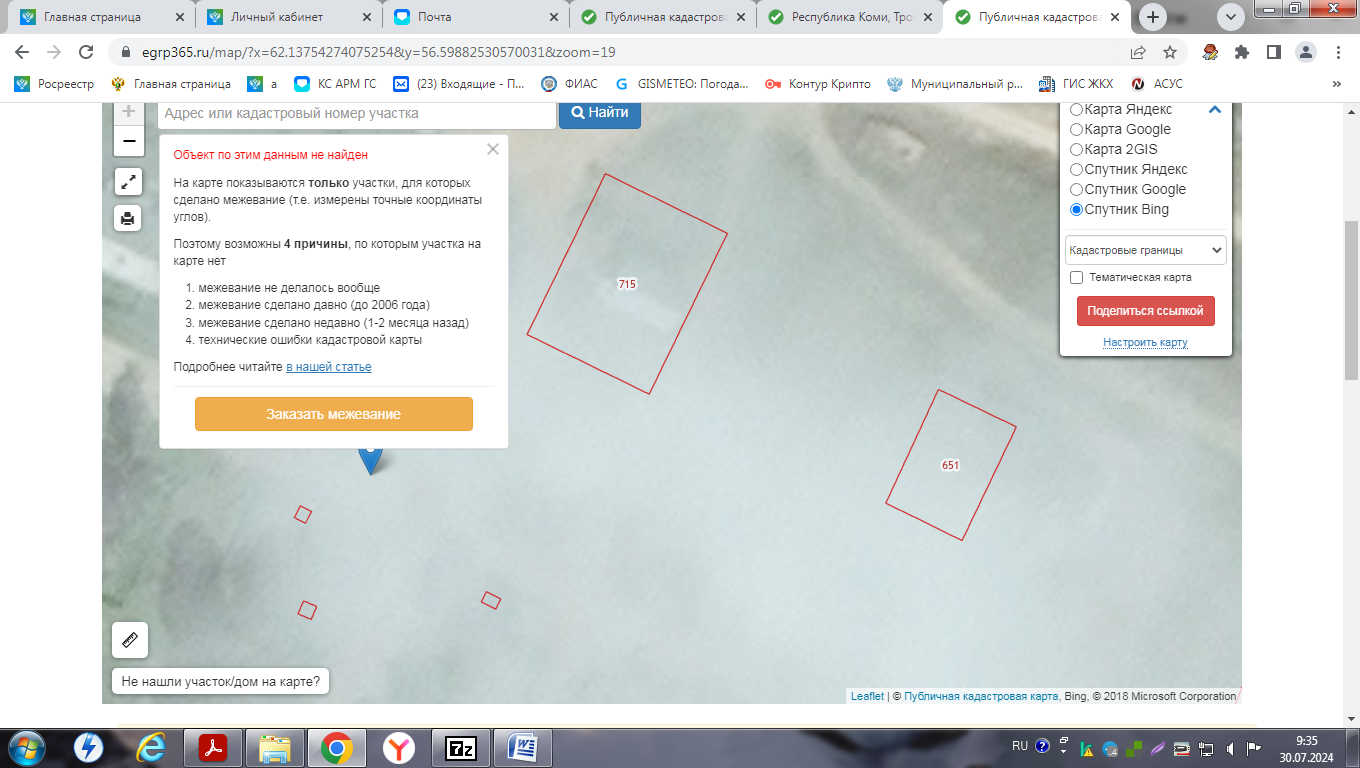 Главная страница
Личный кабинет
Почта
Публичная кадастрова
Республика Коми, Тро
Публичная кадастрова
egrp365.ru/map/?x=62.13754274075254&y=56.59882530570031&zoom=19
Росреестр
Главная страница
а
КС АРМ ГС
(23) Входящие - П...
ФИАС
GISMETEO: Погода...
Контур Крипто
Муниципальный р...
ГИС ЖКХ
АСУС
»
+
−
Адрес или кадастровый номер участка
Найти
Объект по этим данным не найден
На карте показываются только участки, для которых
сделано межевание (т.е. измерены точные координаты
углов).
Поэтому возможны 4 причины, по которым участка на
карте нет
1. межевание не делалось вообще
2. межевание сделано давно (до 2006 года)
3. межевание сделано недавно (1-2 месяца назад)
4. технические ошибки кадастровой карты
Подробнее читайте в нашей статье
Заказать межевание
Карта Яндекс
Карта Google
Карта 2GIS
Спутник Яндекс
Спутник Google
Спутник Bing
Кадастровые границы
Тематическая карта
Поделиться ссылкой
Настроить карту
715
651
Не нашли участок/дом на карте?
Leaflet | © Публичная кадастровая карта, Bing, © 2018 Microsoft Corporation
7z
RU
9:35
30.07.2024